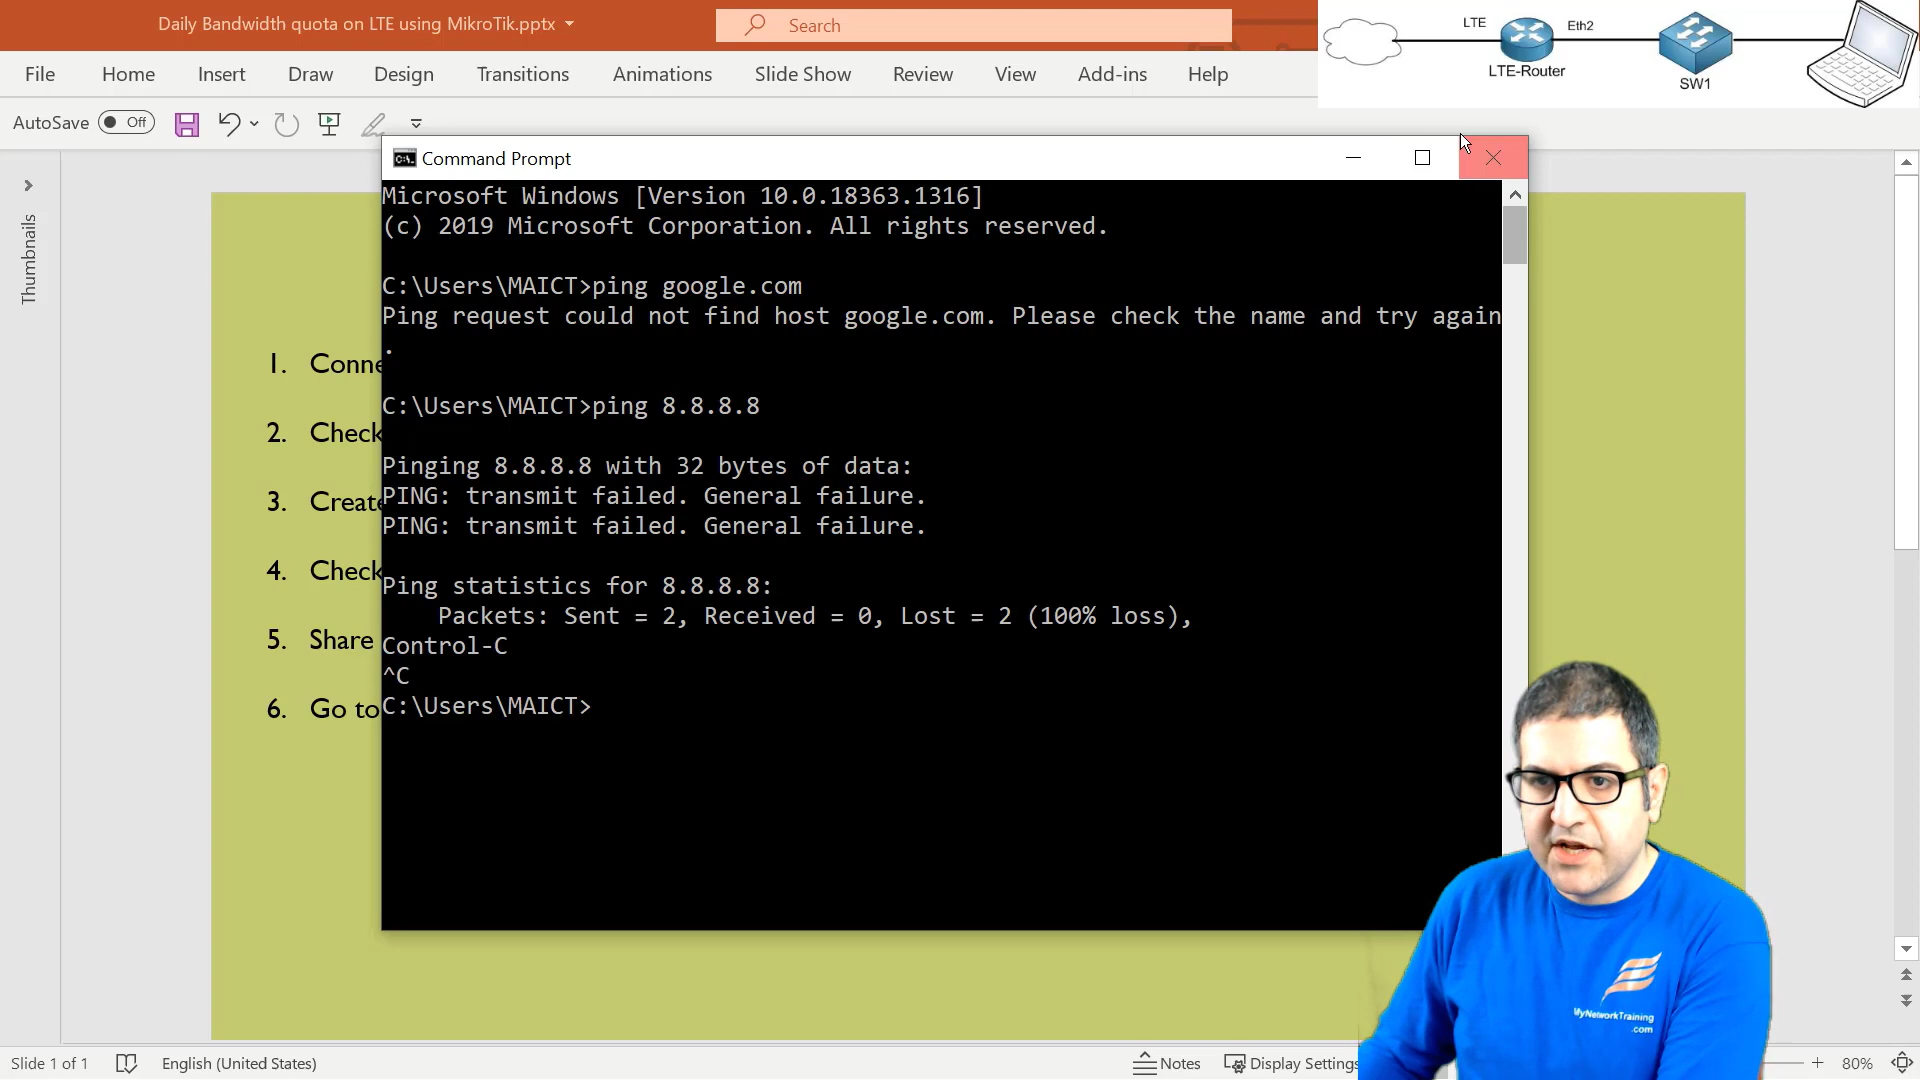 Daily Bandwidth quota on LTE using MikroTik.pptx
Search
LTE
Eth2
LTE-Router
SW1
File Home Insert Draw Design Transitions Animations Slide Show Review View Add-ins Help
AutoSave Off
Command Prompt
Microsoft Windows [Version 10.0.18363.1316]
(c) 2019 Microsoft Corporation. All rights reserved.
C:\Users\MAICT>ping google.com
Ping request could not find host google.com. Please check the name and try again
.
C:\Users\MAICT>ping 8.8.8.8
Pinging 8.8.8.8 with 32 bytes of data:
PING: transmit failed. General failure.
PING: transmit failed. General failure.
Ping statistics for 8.8.8.8:
Packets: Sent = 2, Received = 0, Lost = 2 (100% loss),
Control-C
^C
C:\Users\MAICT>
Thumbnails
1. Conne
2. Check
3. Create
4. Check
5. Share
6. Go to
MyNetworkTraining
.com
Slide 1 of 1
English (United States)
Notes
Display Settings
80%